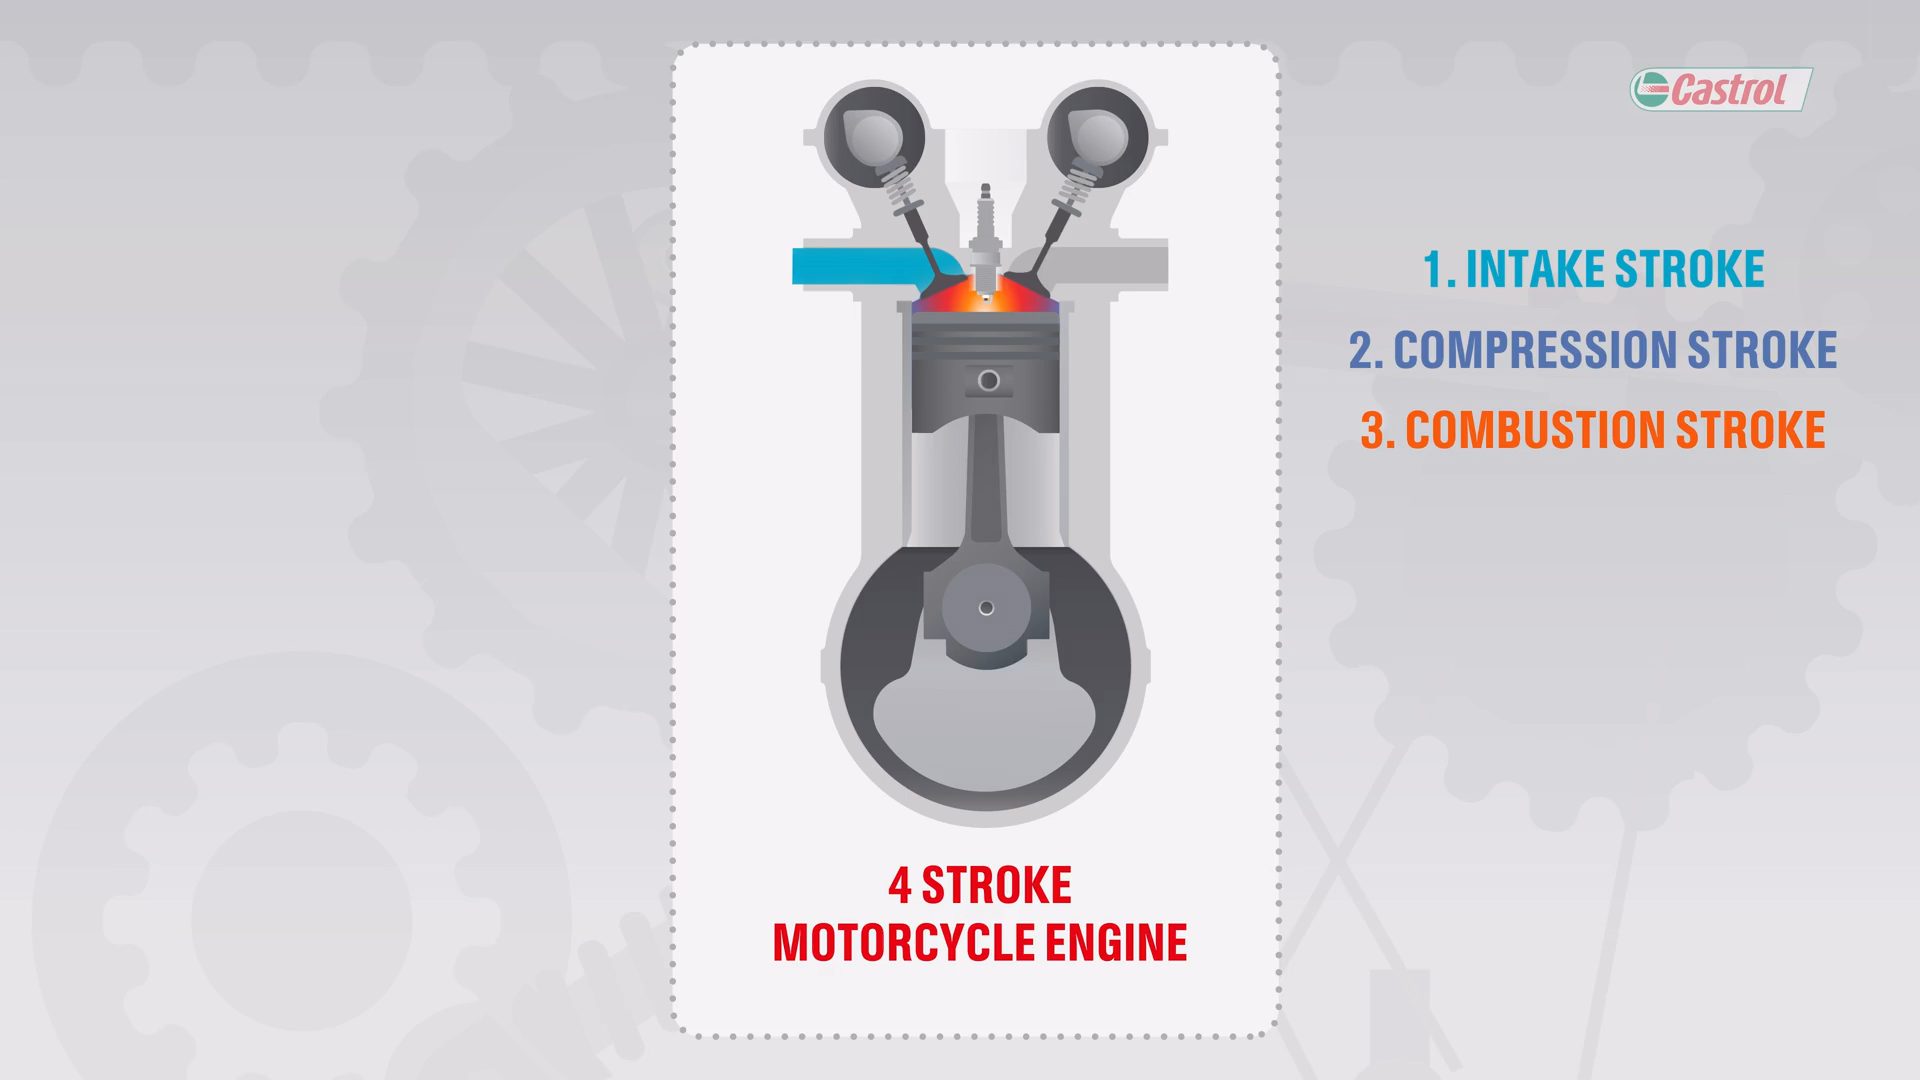 Castrol
1. INTAKE STROKE
2. COMPRESSION STROKE
3. COMBUSTION STROKE
4 STROKE
MOTORCYCLE ENGINE